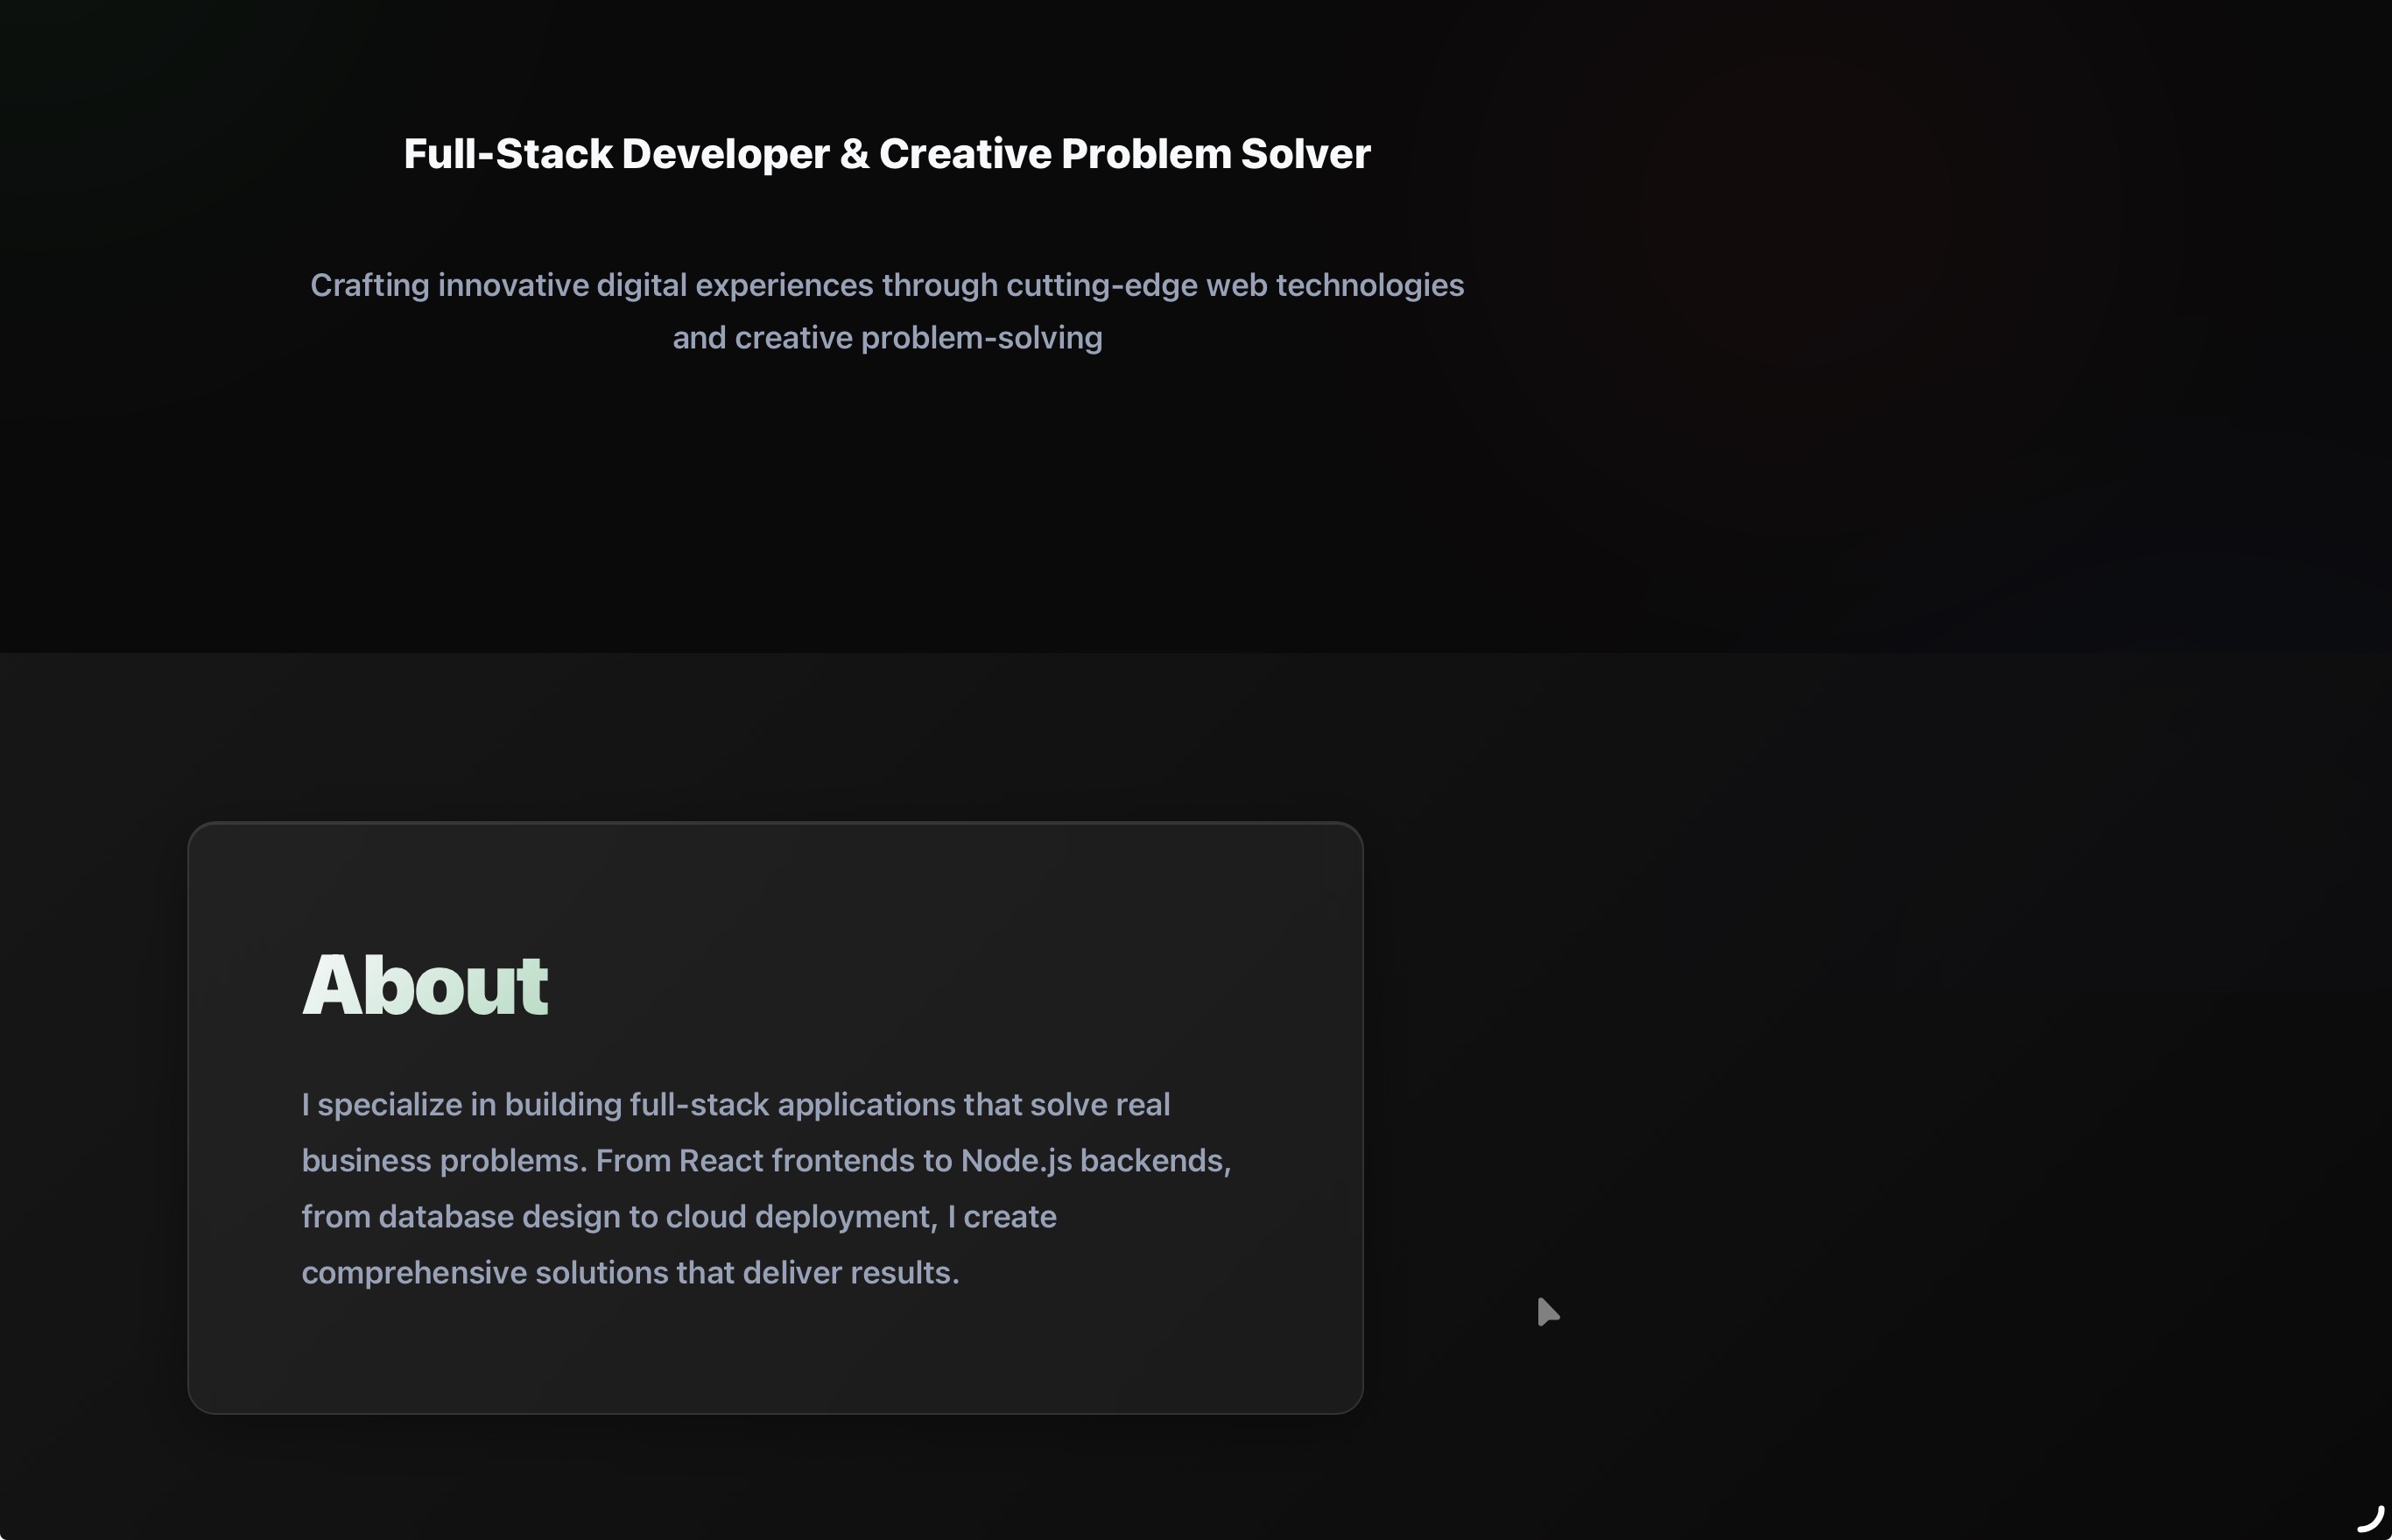 Full-Stack Developer & Creative Problem Solver
Crafting innovative digital experiences through cutting-edge web technologies
and creative problem-solving
About
I specialize in building full-stack applications that solve real
business problems. From React frontends to Node.js backends,
from database design to cloud deployment, I create
comprehensive solutions that deliver results.